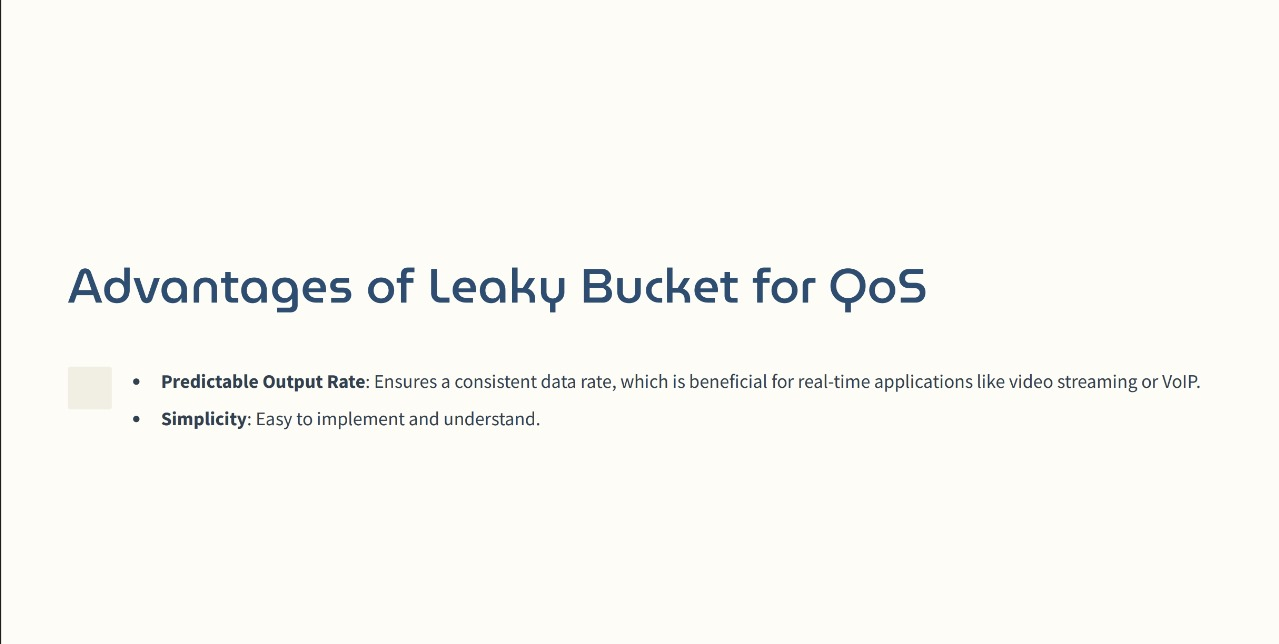 Advantages of Leaky Bucket for QoS
• Predictable Output Rate: Ensures a consistent data rate, which is beneficial for real-time applications like video streaming or VoIP.
• Simplicity: Easy to implement and understand.